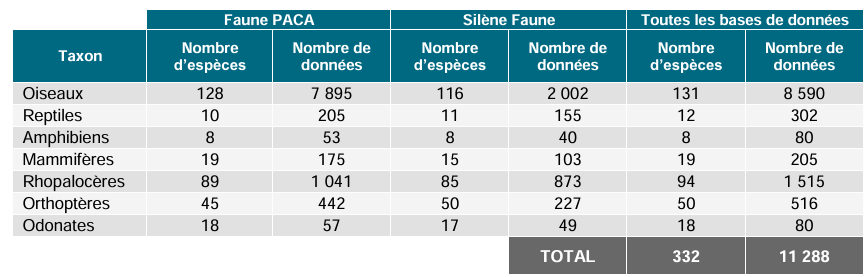 Faune PACA Silène Faune Toutes les bases de données
Taxon Nombre d'espèces Nombre de données Nombre d'espèces Nombre de données Nombre d'espèces Nombre de données
Oiseaux 128 7 895 116 2 002 131 8 590
Reptiles 10 205 11 155 12 302
Amphibiens 8 53 8 40 8 80
Mammifères 19 175 15 103 19 205
Rhopalocères 89 1 041 85 873 94 1 515
Orthoptères 45 442 50 227 50 516
Odonates 18 57 17 49 18 80
TOTAL 332 11 288